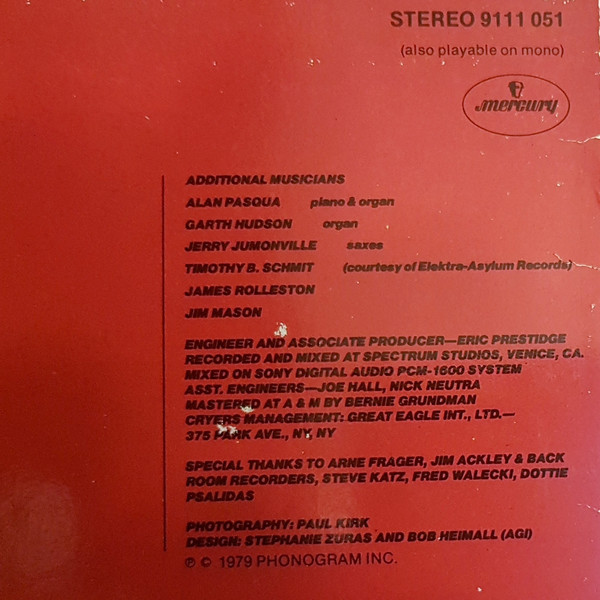 STEREO 9111 051
(also playable on mono)
mercury
ADDITIONAL MUSICIANS
ALAN PASQUA piano & organ
GARTH HUDSON organ
JERRY JUMONVILLE saxes
TIMOTHY B. SCHMIT (courtesy of Elektra-Asylum Records)
JAMES ROLLESTON
JIM MASON
ENGINEER AND ASSOCIATE PRODUCER—ERIC PRESTIDGE
RECORDED AND MIXED AT SPECTRUM STUDIOS, VENICE, CA.
MIXED ON SONY DIGITAL AUDIO PCM-1600 SYSTEM
ASST. ENGINEERS—JOE HALL, NICK NEUTRA
MASTERED AT A & M BY BERNIE GRUNDMAN
CRYERS MANAGEMENT: GREAT EAGLE INT., LTD.—
375 PARK AVE., NY, NY
SPECIAL THANKS TO ARNE FRAGER, JIM ACKLEY & BACK
ROOM RECORDERS, STEVE KATZ, FRED WALECKI, DOTTIE
PSALIDAS
PHOTOGRAPHY: PAUL KIRK
DESIGN: STEPHANIE ZURAS AND BOB HEIMALL (AGI)
℗ © 1979 PHONOGRAM INC.